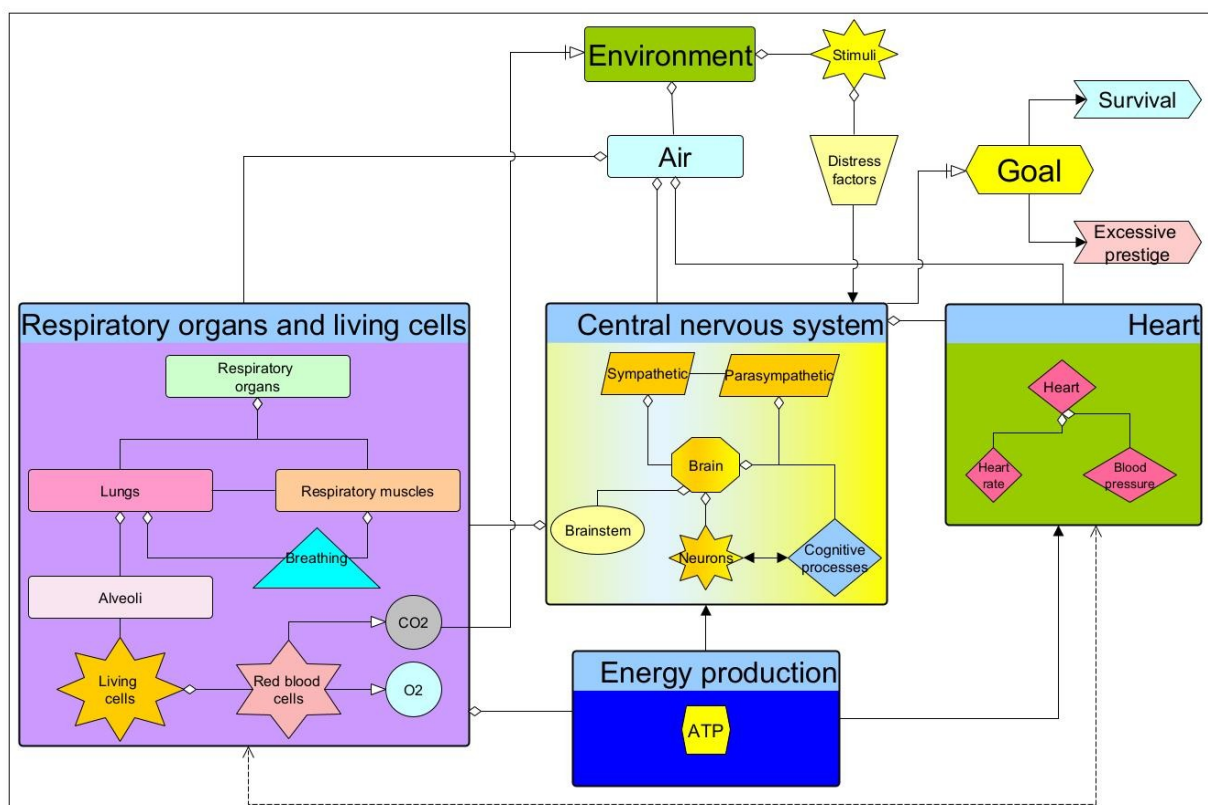 Environment
Stimuli
Survival
Air
Distress
factors
Goal
Excessive
prestige
Respiratory organs and living cells
Central nervous system
Heart
Respiratory
organs
Sympathetic
Parasympathetic
Heart
Lungs
Respiratory muscles
Brain
Heart
rate
Blood
pressure
Brainstem
Breathing
Neurons
Cognitive
processes
Alveoli
CO2
Living
cells
Red blood
cells
O2
Energy production
ATP